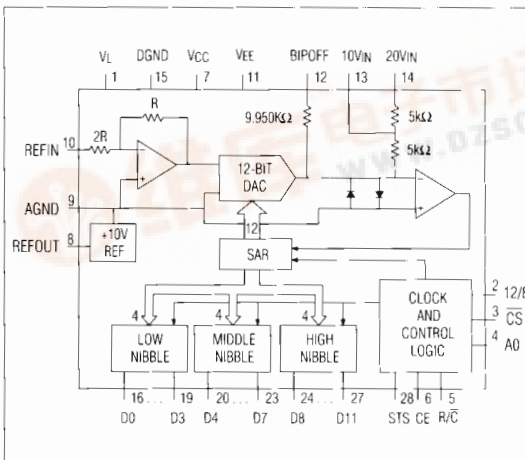 VL DGND VCC VEE BIPOFF 10VIN 20VIN
1 15 7 11 12 13 14
R
9.950KΩ
5kΩ
REFIN 10 2R
5kΩ
12-BIT
DAC
AGND 9
+10V
REF
REFOUT 8
12
SAR
2 12/8
3 CS
4 A0
CLOCK
AND
CONTROL
LOGIC
4 4 4
LOW
NIBBLE
MIDDLE
NIBBLE
HIGH
NIBBLE
16 ... 19 20 ... 23 24 ... 27 28 6 5
D0 D3 D4 D7 D8 D11 STS CE R/C̅